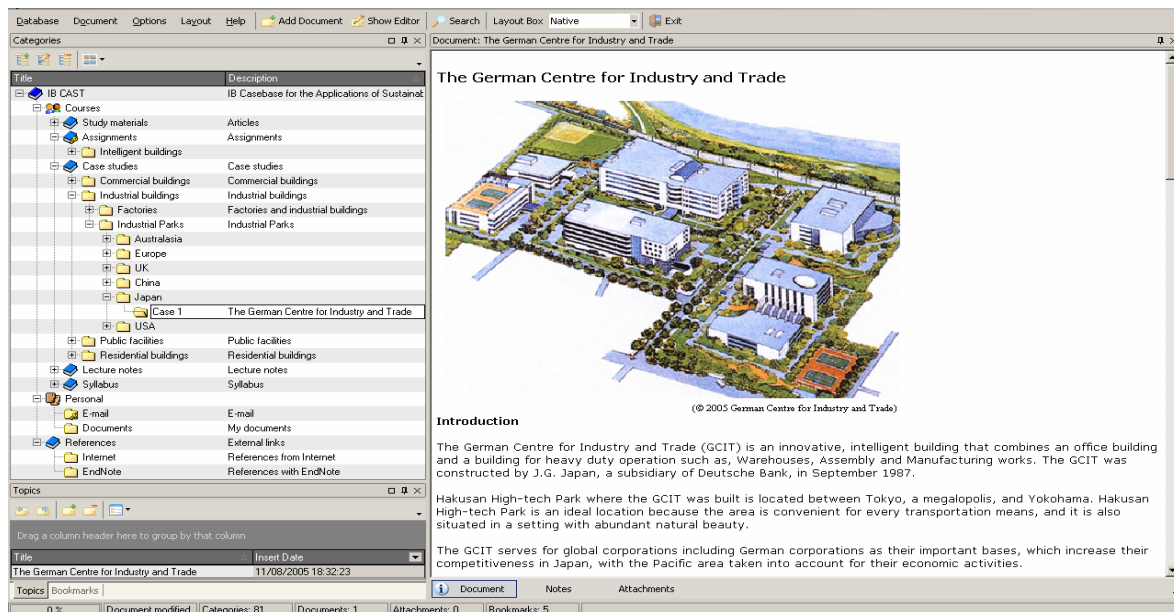 Database Document Options Layout Help Add Document Show Editor Search Layout Box Native Exit
Categories
Title Description
IB CAST IB Casebase for the Applications of Sustainat
Courses
Study materials Articles
Assignments Assignments
Intelligent buildings
Case studies Case studies
Commercial buildings Commercial buildings
Industrial buildings Industrial buildings
Factories Factories and industrial buildings
Industrial Parks Industrial Parks
Australasia
Europe
UK
China
Japan
Case 1 The German Centre for Industry and Trade
USA
Public facilities Public facilities
Residential buildings Residential buildings
Lecture notes Lecture notes
Syllabus Syllabus
Personal
E-mail E-mail
Documents My documents
References External links
Internet References from Internet
EndNote References with EndNote
Topics
Drag a column header here to group by that column
Title Insert Date
The German Centre for Industry and Trade 11/08/2005 18:32:23
Topics Bookmarks
Document: The German Centre for Industry and Trade
The German Centre for Industry and Trade
(© 2005 German Centre for Industry and Trade)
Introduction
The German Centre for Industry and Trade (GCIT) is an innovative, intelligent building that combines an office building
and a building for heavy duty operation such as, Warehouses, Assembly and Manufacturing works. The GCIT was
constructed by J.G. Japan, a subsidiary of Deutsche Bank, in September 1987.
Hakusan High-tech Park where the GCIT was built is located between Tokyo, a megalopolis, and Yokohama. Hakusan
High-tech Park is an ideal location because the area is convenient for every transportation means, and it is also
situated in a setting with abundant natural beauty.
The GCIT serves for global corporations including German corporations as their important bases, which increase their
competitiveness in Japan, with the Pacific area taken into account for their economic activities.
Document Notes Attachments
0 % Document modified Categories: 81 Documents: 1 Attachments: 0 Bookmarks: 5